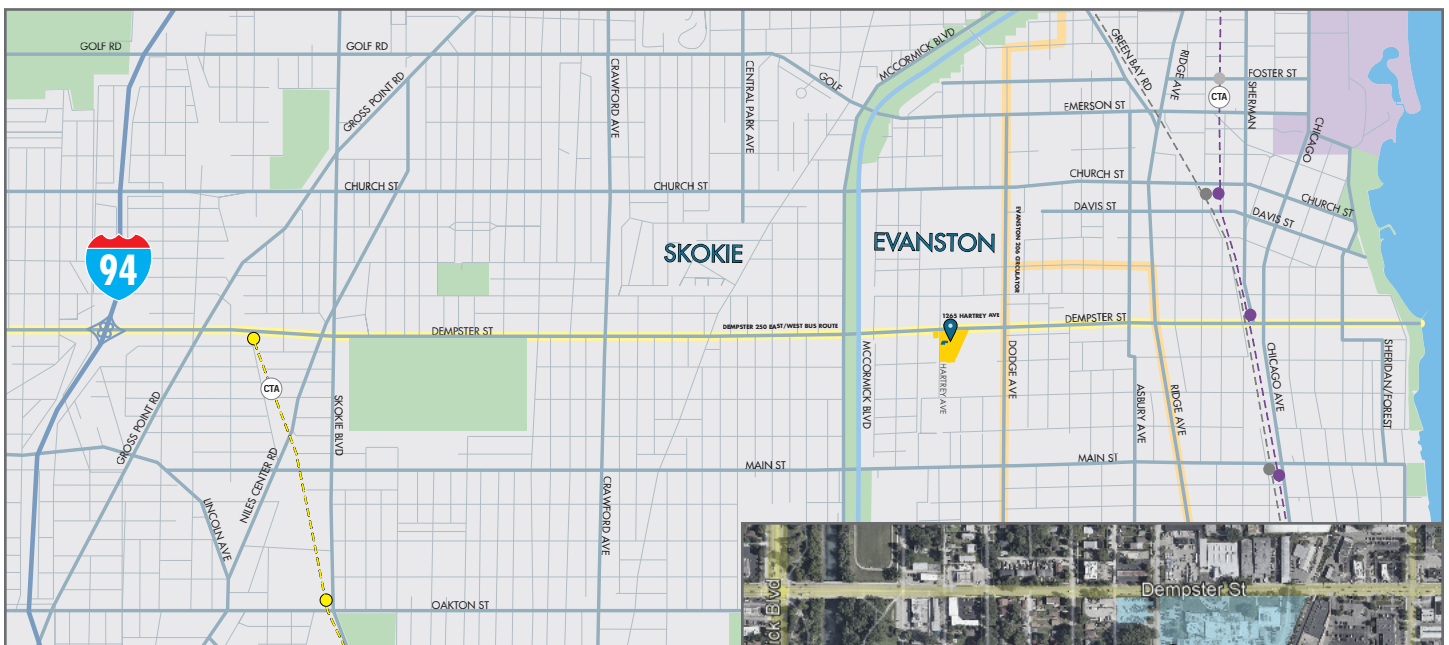 GOLF RD
GOLF RD
GROSS POINT RD
CRAWFORD AVE
CENTRAL PARK AVE
GOLF
MCCORMICK BLVD
GREEN BAY RD
RIDGE AVE
FOSTER ST
CTA
SHERMAN
EMERSON ST
CHICAGO
CHURCH ST
CHURCH ST
CHURCH ST
DAVIS ST
CHURCH ST
DAVIS ST
EVANSTON 206 CIRCULATOR
SKOKIE
EVANSTON
94
DEMPSTER ST
DEMPSTER 250 EAST/WEST BUS ROUTE
1265 HARTREY AVE
DEMPSTER ST
MCCORMICK BLVD
HARTREY AVE
DODGE AVE
ASBURY AVE
RIDGE AVE
CHICAGO AVE
SHERIDAN/FOREST
CTA
GROSS POINT RD
SKOKIE BLVD
NILES CENTER RD
LINCOLN AVE
MAIN ST
MAIN ST
CRAWFORD AVE
OAKTON ST
Dempster St
ick Blvd